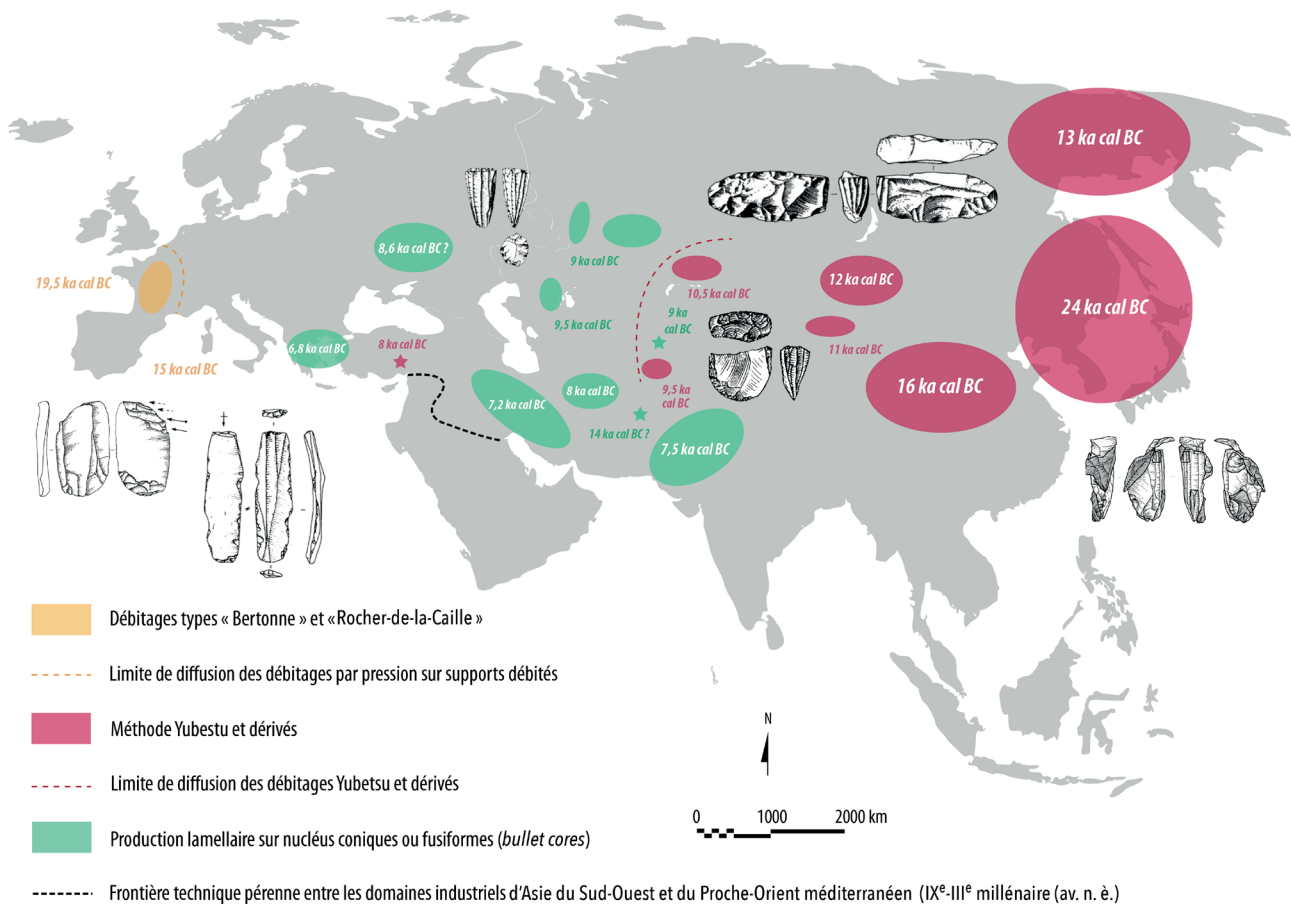 13 ka cal BC
8,6 ka cal BC ?
9 ka cal BC
19,5 ka cal BC
10,5 ka cal BC
12 ka cal BC
24 ka cal BC
9 ka
cal BC
9,5 ka cal BC
6,8 ka cal BC
8 ka cal BC
11 ka cal BC
15 ka cal BC
16 ka cal BC
9,5 ka
cal BC
8 ka cal BC
7,2 ka cal BC
14 ka cal BC ?
7,5 ka cal BC
Débitages types « Bertonne » et «Rocher-de-la-Caille »
Limite de diffusion des débitages par pression sur supports débités
Méthode Yubestu et dérivés
N
Limite de diffusion des débitages Yubetsu et dérivés
0 1000 2000 km
Production lamellaire sur nucléus coniques ou fusiformes (bullet cores)
Frontière technique pérenne entre les domaines industriels d'Asie du Sud-Ouest et du Proche-Orient méditerranéen (IXe-IIIe millénaire (av. n. è.)